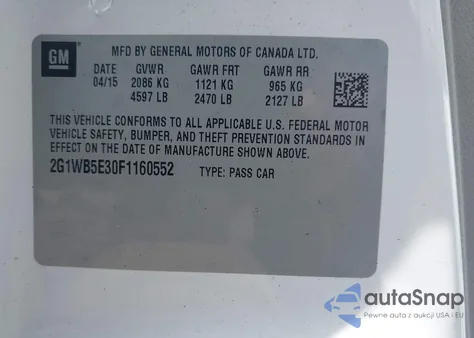 GM
MFD BY GENERAL MOTORS OF CANADA LTD.
DATE GVWR GAWR FRT GAWR RR
04/15 2086 KG 1121 KG 965 KG
4597 LB 2470 LB 2127 LB
THIS VEHICLE CONFORMS TO ALL APPLICABLE U.S. FEDERAL MOTOR
VEHICLE SAFETY, BUMPER, AND THEFT PREVENTION STANDARDS
IN EFFECT ON THE DATE OF MANUFACTURE SHOWN ABOVE.
2G1WB5E30F1160552 TYPE: PASS CAR
autoSnap
Pewne auta z aukcji USA i EU